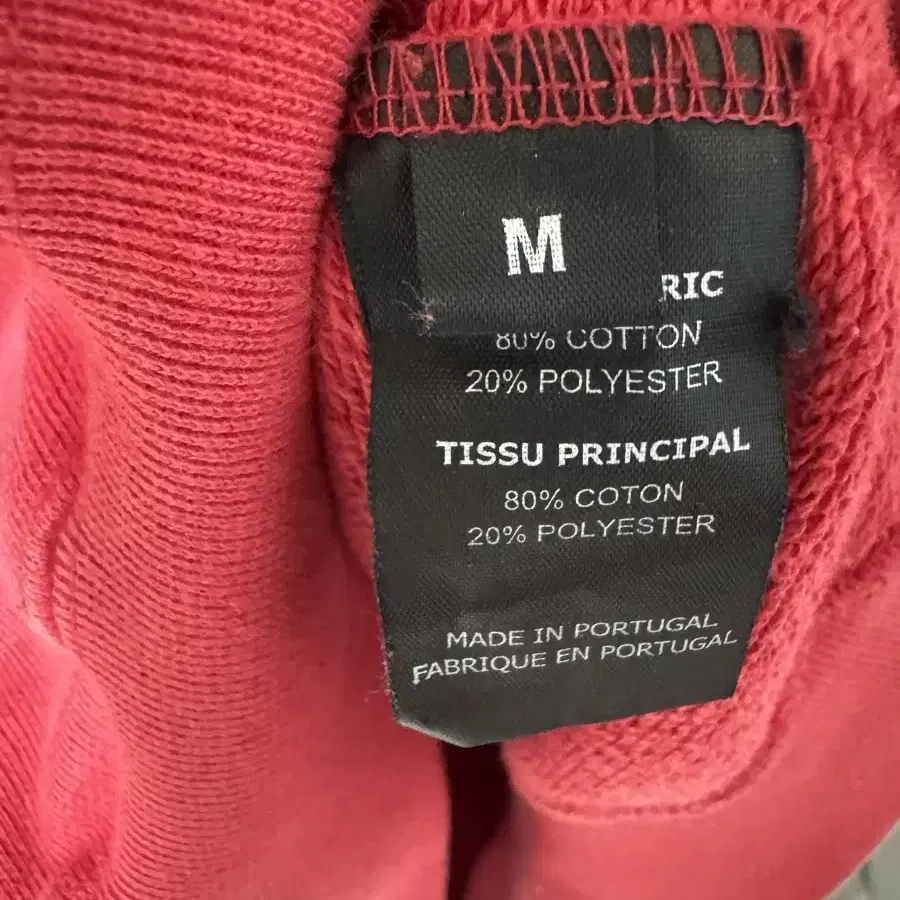 M
RIC
80% COTTON
20% POLYESTER
TISSU PRINCIPAL
80% COTON
20% POLYESTER
MADE IN PORTUGAL
FABRIQUE EN PORTUGAL